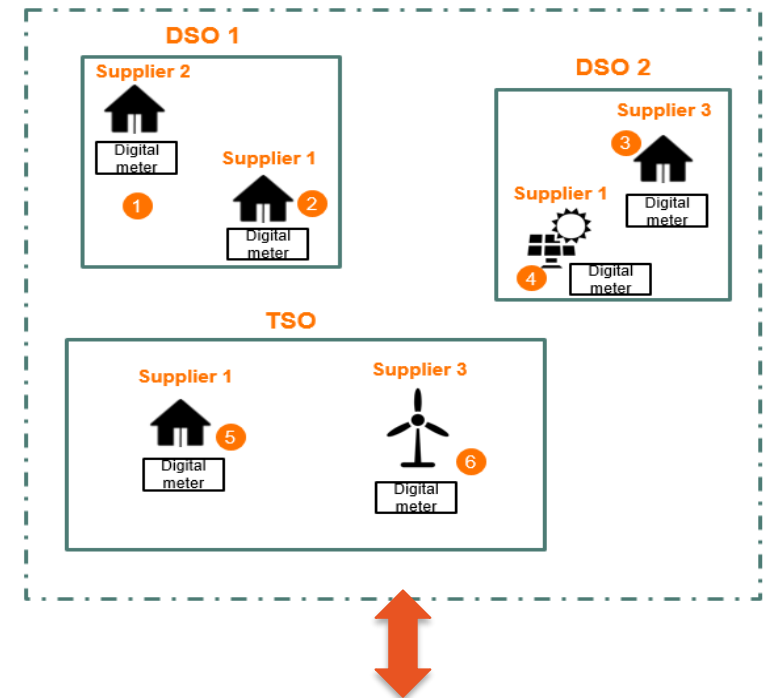 DSO 1
Supplier 2
Digital
meter
1
Supplier 1
2
Digital
meter
DSO 2
Supplier 3
3
Digital
meter
Supplier 1
4
Digital
meter
TSO
Supplier 1
5
Digital
meter
Supplier 3
6
Digital
meter